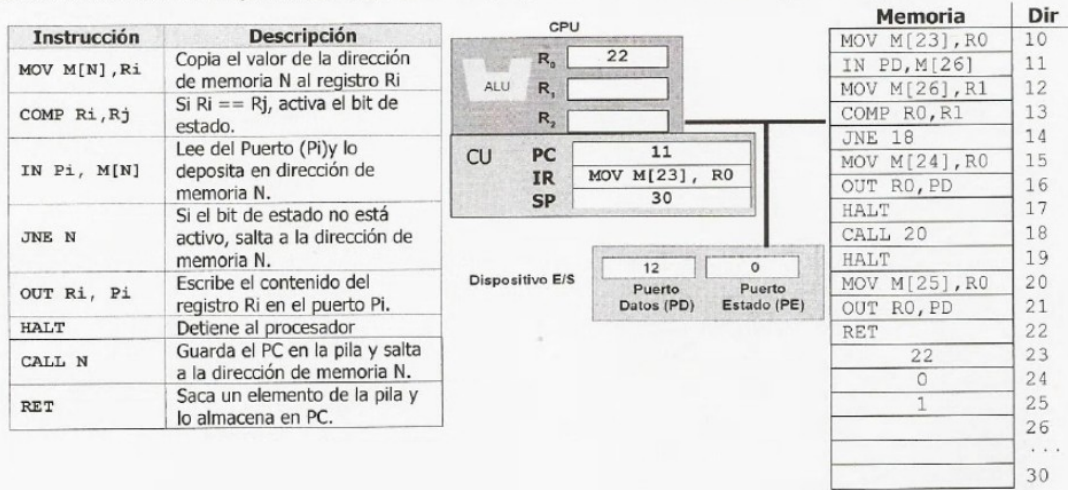 Instrucción Descripción
MOV M[N],Ri Copia el valor de la dirección
de memoria N al registro Ri
COMP Ri,Rj Si Ri == Rj, activa el bit de
estado.
IN Pi, M[N] Lee del Puerto (Pi)y lo
deposita en dirección de
memoria N.
JNE N Si el bit de estado no está
activo, salta a la dirección de
memoria N.
OUT Ri, Pi Escribe el contenido del
registro Ri en el puerto Pi.
HALT Detiene al procesador
CALL N Guarda el PC en la pila y salta
a la dirección de memoria N.
RET Saca un elemento de la pila y
lo almacena en PC.
CPU
ALU
R0 22
R1
R2
CU
PC 11
IR MOV M[23], R0
SP 30
Dispositivo E/S
12 0
Puerto Puerto
Datos (PD) Estado (PE)
Memoria Dir
MOV M[23],R0 10
IN PD,M[26] 11
MOV M[26],R1 12
COMP R0,R1 13
JNE 18 14
MOV M[24],R0 15
OUT R0,PD 16
HALT 17
CALL 20 18
HALT 19
MOV M[25],R0 20
OUT R0,PD 21
RET 22
22 23
0 24
1 25
26
...
30